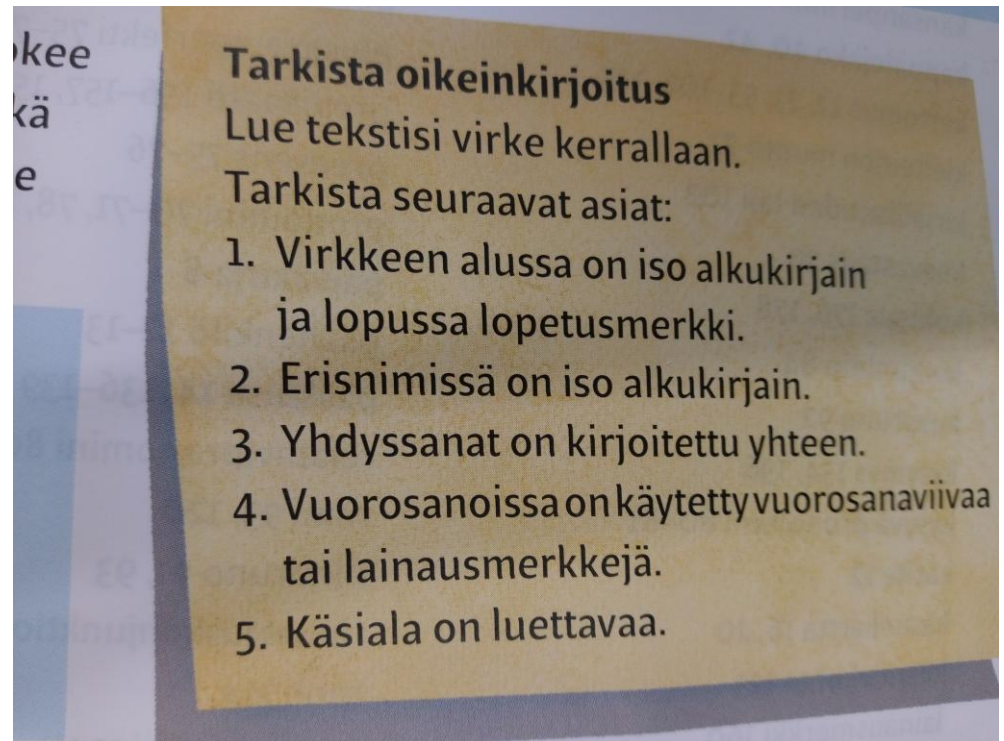 okee
kä
e
Tarkista oikeinkirjoitus
Lue tekstisi virke kerrallaan.
Tarkista seuraavat asiat:
1. Virkkeen alussa on iso alkukirjain
ja lopussa lopetusmerkki.
2. Erisnimissä on iso alkukirjain.
3. Yhdyssanat on kirjoitettu yhteen.
4. Vuorosanoissa on käytetty vuorosanaviivaa
tai lainausmerkkejä.
5. Käsiala on luettavaa.